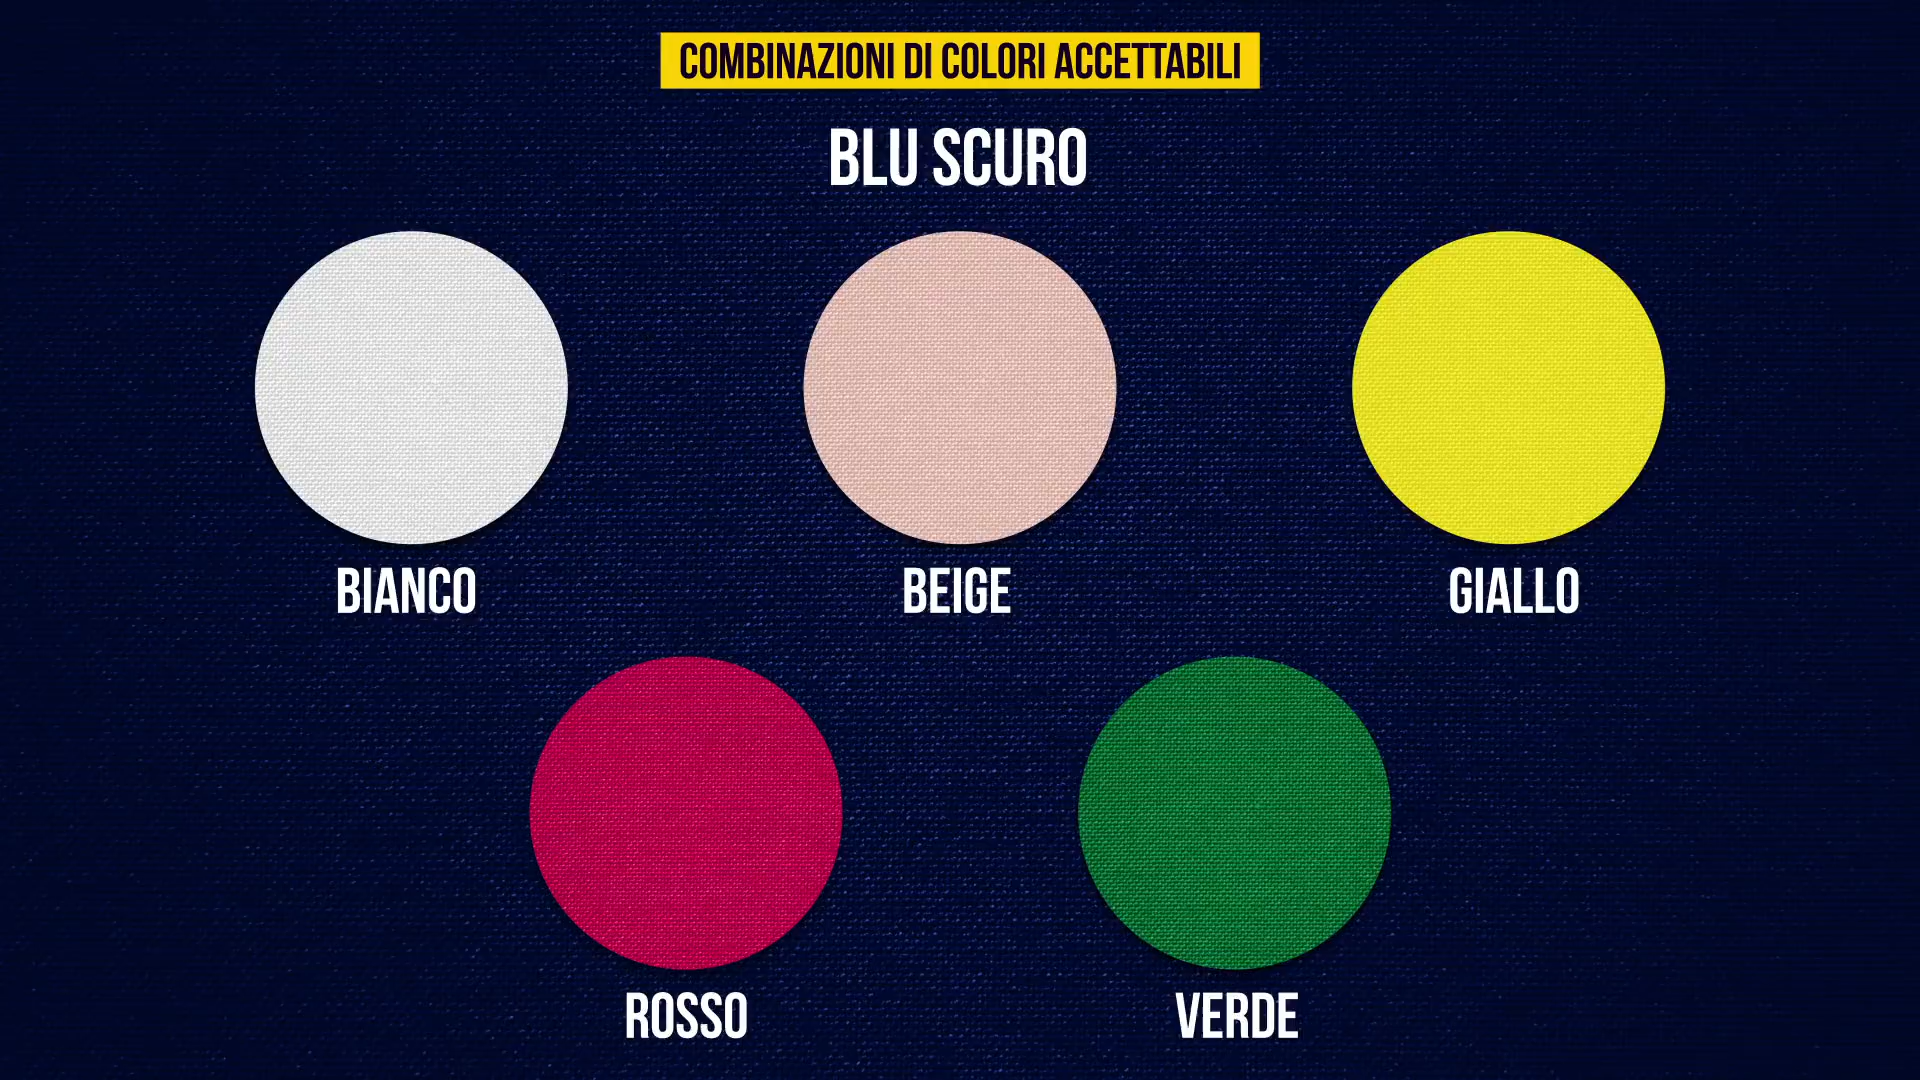 COMBINAZIONI DI COLORI ACCETTABILI
BLU SCURO
BIANCO
BEIGE
GIALLO
ROSSO
VERDE